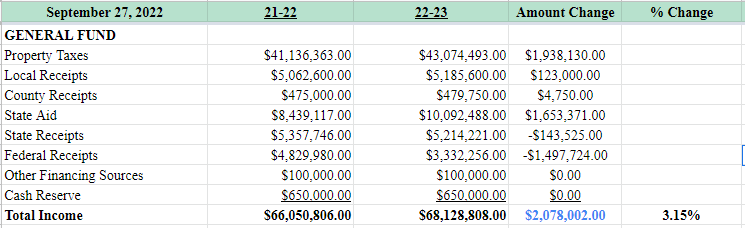 September 27, 2022 21-22 22-23 Amount Change % Change
GENERAL FUND
Property Taxes $41,136,363.00 $43,074,493.00 $1,938,130.00
Local Receipts $5,062,600.00 $5,185,600.00 $123,000.00
County Receipts $475,000.00 $479,750.00 $4,750.00
State Aid $8,439,117.00 $10,092,488.00 $1,653,371.00
State Receipts $5,357,746.00 $5,214,221.00 -$143,525.00
Federal Receipts $4,829,980.00 $3,332,256.00 -$1,497,724.00
Other Financing Sources $100,000.00 $100,000.00 $0.00
Cash Reserve $650,000.00 $650,000.00 $0.00
Total Income $66,050,806.00 $68,128,808.00 $2,078,002.00 3.15%